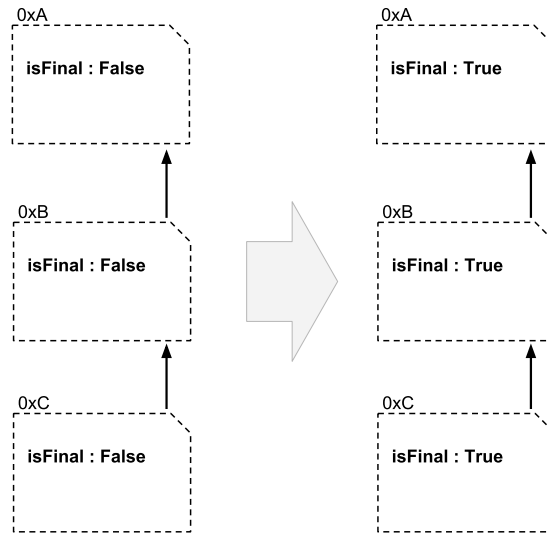 0xA
isFinal : False
0xB
isFinal : False
0xC
isFinal : False
0xA
isFinal : True
0xB
isFinal : True
0xC
isFinal : True